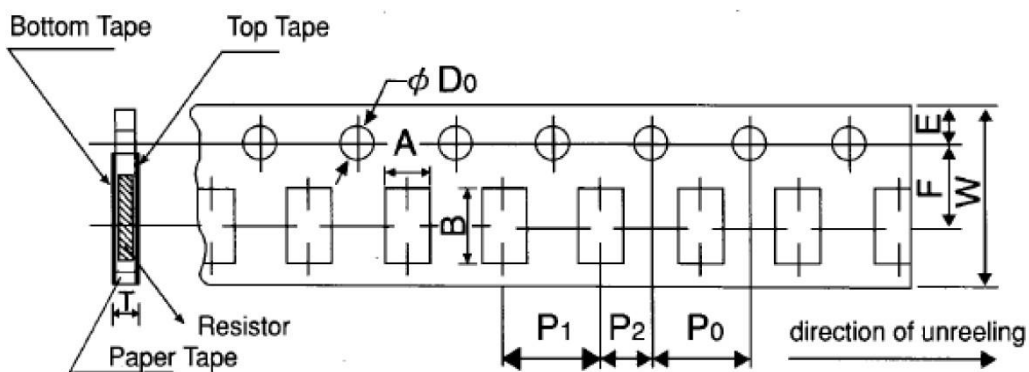 Bottom Tape
Top Tape
ϕ D0
A
E
F
W
B
T
Resistor
Paper Tape
P1
P2
P0
direction of unreeling